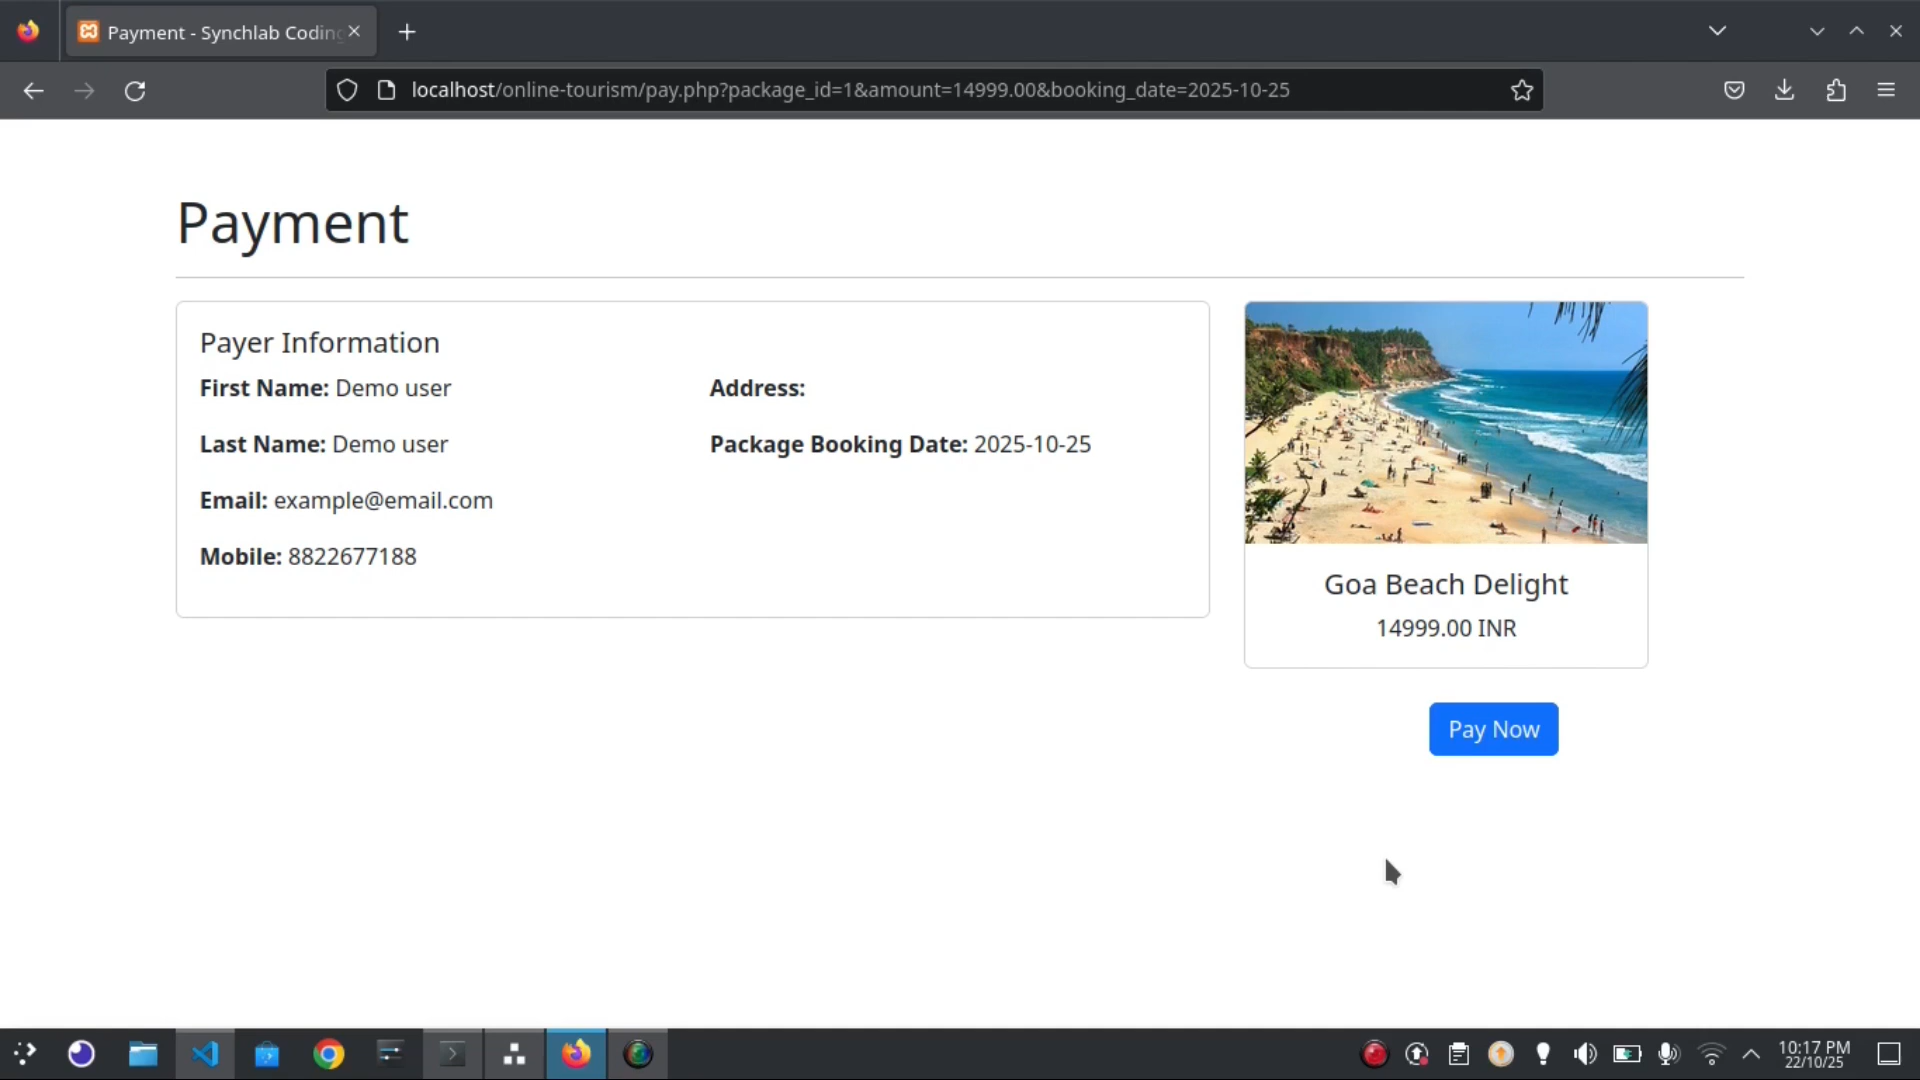 Payment - Synchlab Coding
localhost/online-tourism/pay.php?package_id=1&amount=14999.00&booking_date=2025-10-25
Payment
Payer Information
First Name: Demo user
Last Name: Demo user
Email: example@email.com
Mobile: 8822677188
Address:
Package Booking Date: 2025-10-25
Goa Beach Delight
14999.00 INR
Pay Now
10:17 PM
22/10/25